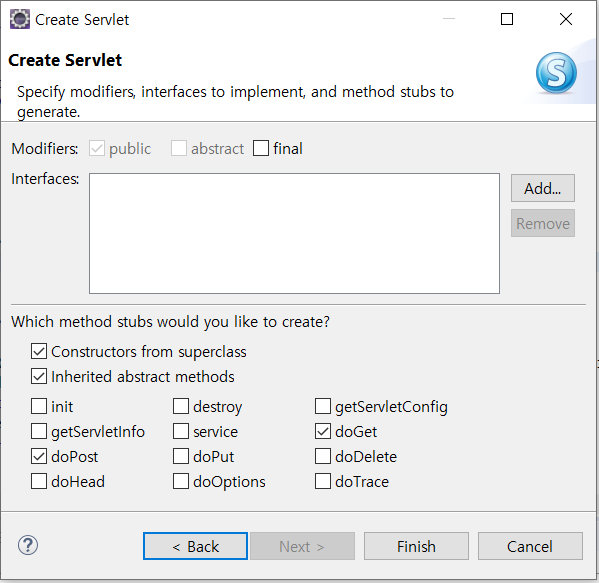 Create Servlet
Create Servlet
Specify modifiers, interfaces to implement, and method stubs to
generate.
S
Modifiers: public abstract final
Interfaces:
Add...
Remove
Which method stubs would you like to create?
Constructors from superclass
Inherited abstract methods
init destroy getServletConfig
getServletInfo service doGet
doPost doPut doDelete
doHead doOptions doTrace
? < Back Next > Finish Cancel